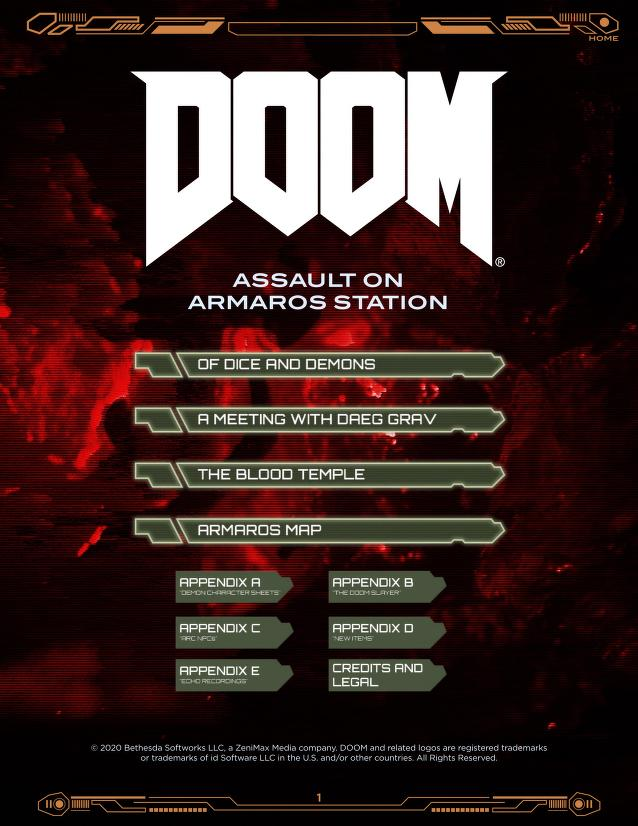 HOME
DOOM®
ASSAULT ON
ARMAROS STATION
OF DICE AND DEMONS
A MEETING WITH DAEG GRAV
THE BLOOD TEMPLE
ARMAROS MAP
APPENDIX A
"DEMON CHARACTER SHEETS"
APPENDIX B
"THE DOOM SLAYER"
APPENDIX C
"ARC NPCs"
APPENDIX D
"NEW ITEMS"
APPENDIX E
"ECHO RECORDINGS"
CREDITS AND
LEGAL
© 2020 Bethesda Softworks LLC, a ZeniMax Media company. DOOM and related logos are registered trademarks
or trademarks of id Software LLC in the U.S. and/or other countries. All Rights Reserved.
1